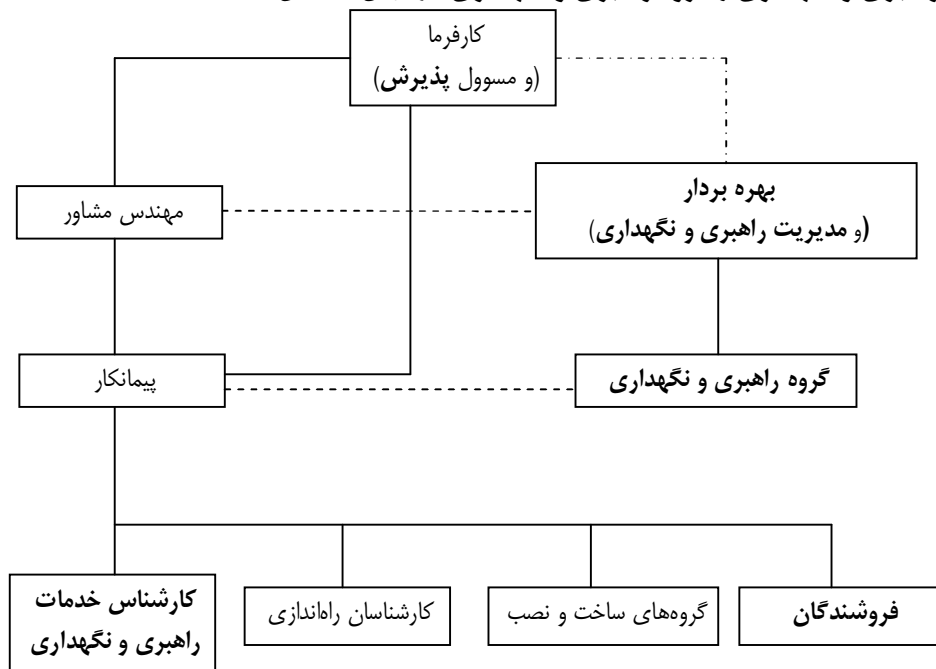 کارفرما
(و مسوول پذیرش)
بهره بردار
(و مدیریت راهبری و نگهداری)
مهندس مشاور
گروه راهبری و نگهداری
پیمانکار
فروشندگان
گروه‌های ساخت و نصب
کارشناسان راه‌اندازی
کارشناس خدمات
راهبری و نگهداری